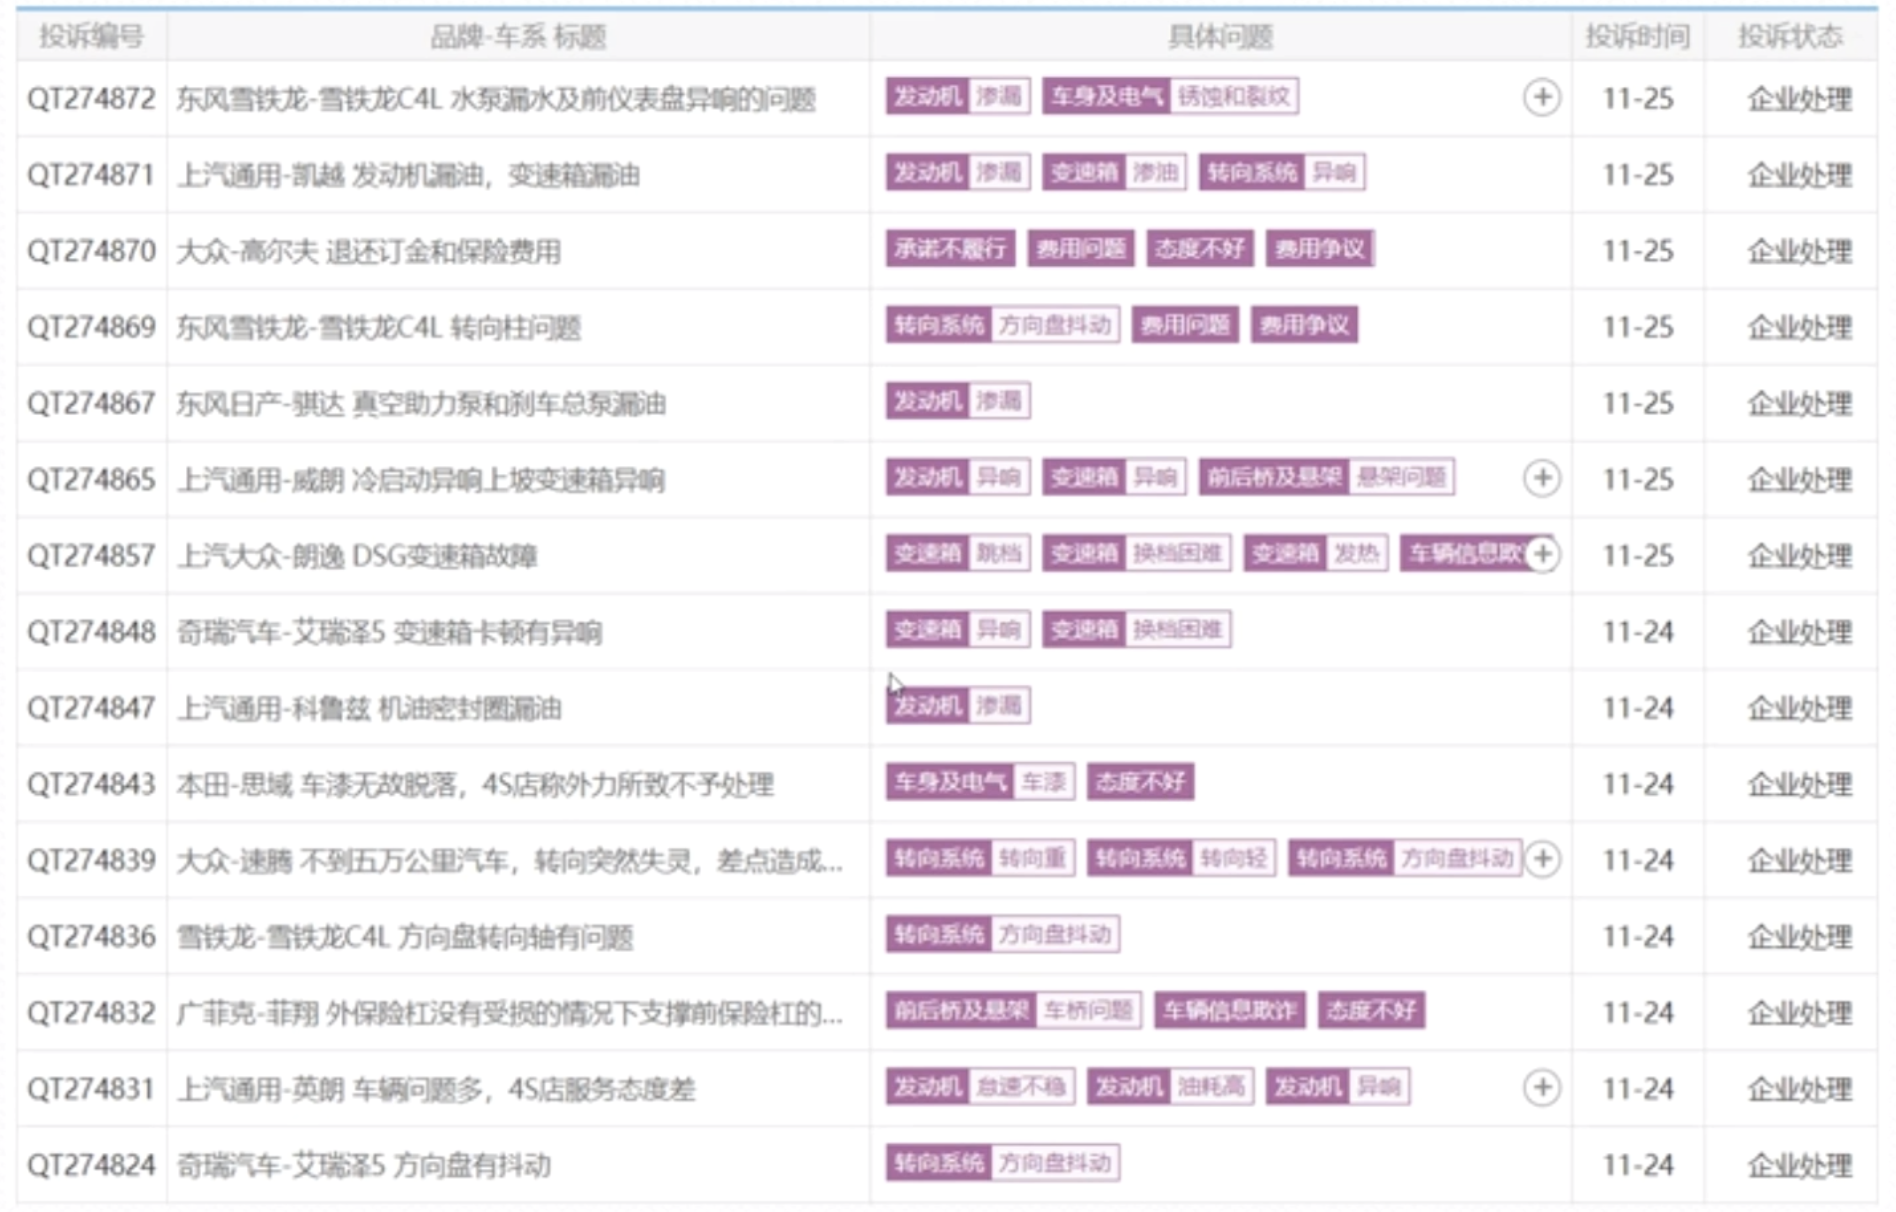 投诉编号 品牌-车系 标题 具体问题 投诉时间 投诉状态
QT274872 东风雪铁龙-雪铁龙C4L 水泵漏水及前仪表盘异响的问题 发动机 渗漏 车身及电气 锈蚀和裂纹 11-25 企业处理
QT274871 上汽通用-凯越 发动机漏油，变速箱漏油 发动机 渗漏 变速箱 渗油 转向系统 异响 11-25 企业处理
QT274870 大众-高尔夫 退还订金和保险费用 承诺不履行 费用问题 态度不好 费用争议 11-25 企业处理
QT274869 东风雪铁龙-雪铁龙C4L 转向柱问题 转向系统 方向盘抖动 费用问题 费用争议 11-25 企业处理
QT274867 东风日产-骐达 真空助力泵和刹车总泵漏油 发动机 渗漏 11-25 企业处理
QT274865 上汽通用-威朗 冷启动异响上坡变速箱异响 发动机 异响 变速箱 异响 前后桥及悬架 悬架问题 11-25 企业处理
QT274857 上汽大众-朗逸 DSG变速箱故障 变速箱 跳档 变速箱 换档困难 变速箱 发热 车辆信息欺 11-25 企业处理
QT274848 奇瑞汽车-艾瑞泽5 变速箱卡顿有异响 变速箱 异响 变速箱 换档困难 11-24 企业处理
QT274847 上汽通用-科鲁兹 机油密封圈漏油 发动机 渗漏 11-24 企业处理
QT274843 本田-思域 车漆无故脱落，4S店称外力所致不予处理 车身及电气 车漆 态度不好 11-24 企业处理
QT274839 大众-速腾 不到五万公里汽车，转向突然失灵，差点造成... 转向系统 转向重 转向系统 转向轻 转向系统 方向盘抖动 11-24 企业处理
QT274836 雪铁龙-雪铁龙C4L 方向盘转向轴有问题 转向系统 方向盘抖动 11-24 企业处理
QT274832 广菲克-菲翔 外保险杠没有受损的情况下支撑前保险杠的... 前后桥及悬架 车桥问题 车辆信息欺诈 态度不好 11-24 企业处理
QT274831 上汽通用-英朗 车辆问题多，4S店服务态度差 发动机 怠速不稳 发动机 油耗高 发动机 异响 11-24 企业处理
QT274824 奇瑞汽车-艾瑞泽5 方向盘有抖动 转向系统 方向盘抖动 11-24 企业处理